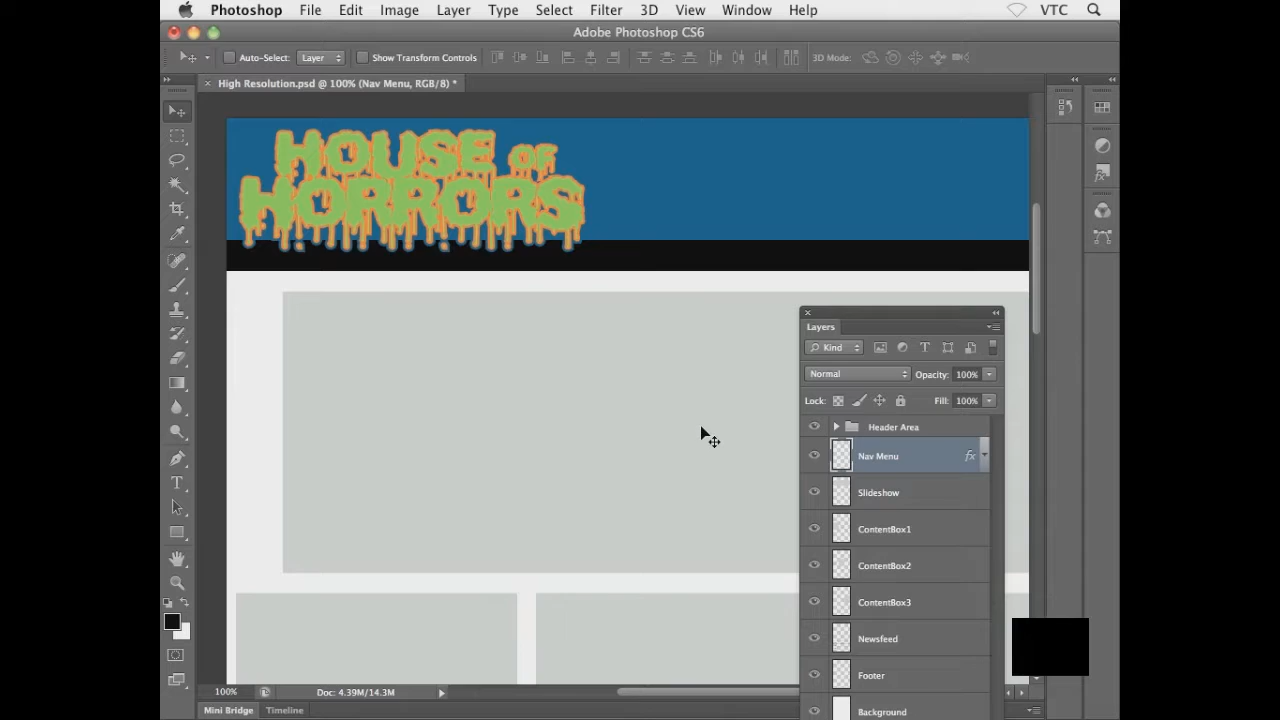 Photoshop File Edit Image Layer Type Select Filter 3D View Window Help VTC
Adobe Photoshop CS6
Auto-Select: Layer Show Transform Controls 3D Mode:
High Resolution.psd @ 100% (Nav Menu, RGB/8) *
HOUSE OF
HORRORS
Layers
Kind
Normal Opacity: 100%
Lock: Fill: 100%
Header Area
Nav Menu fx
Slideshow
ContentBox1
ContentBox2
ContentBox3
Newsfeed
Footer
Background
100% Doc: 4.39M/14.3M
Mini Bridge Timeline